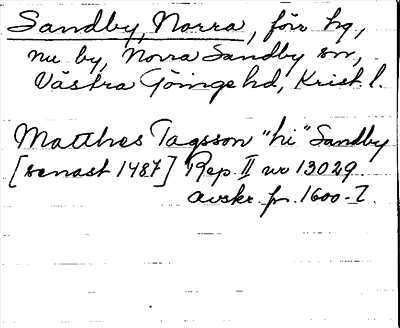 Sandby, Norra, förr hg,
nu by, Norra Sandby sn,
Västra Göinge hd, Krist. l.
Matthes Tagsson "hi" Sandby
[senast 1487] Rep. II nr 13029.
avskr. fr. 1600-t.